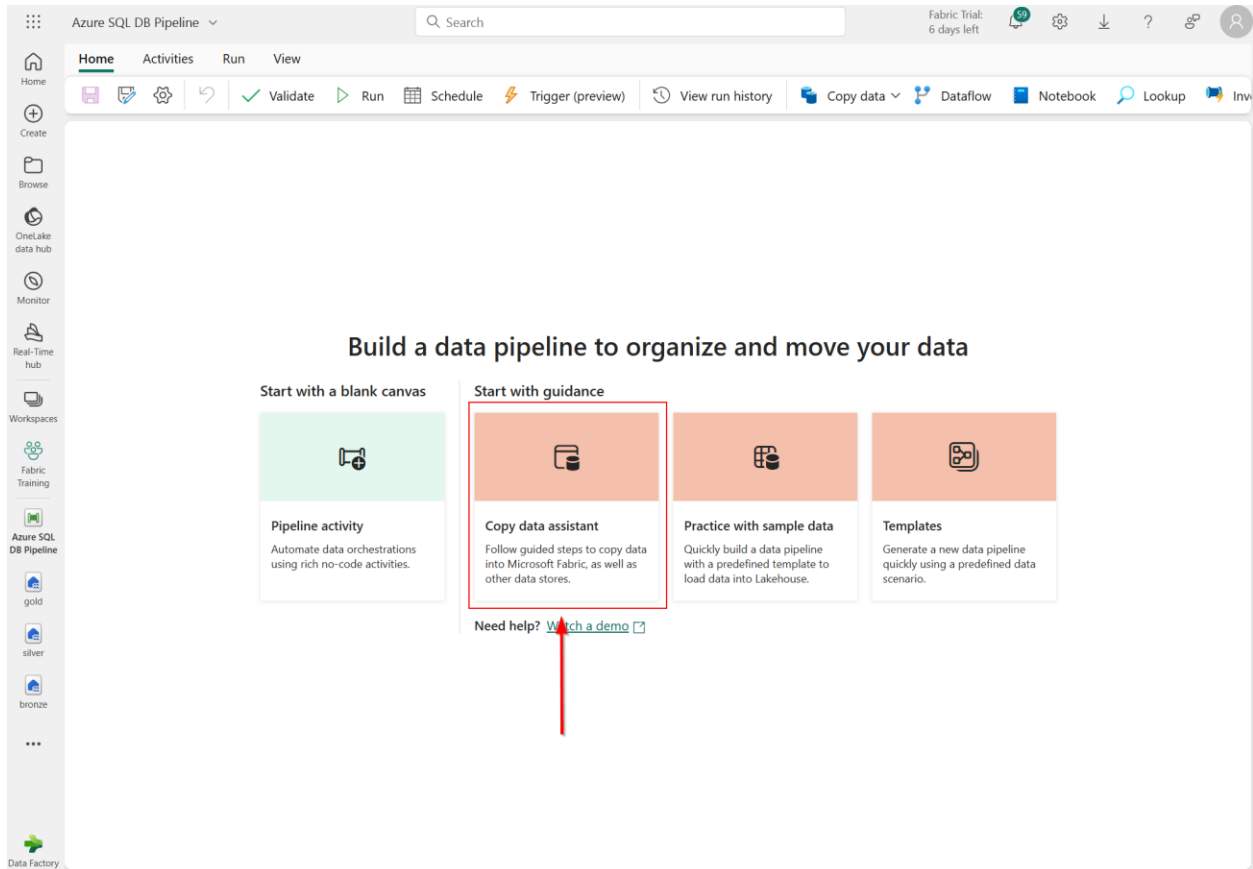 Azure SQL DB Pipeline
Search
Fabric Trial:
6 days left
59
Home
Activities
Run
View
Validate
Run
Schedule
Trigger (preview)
View run history
Copy data
Dataflow
Notebook
Lookup
Inv
Home
Create
Browse
OneLake
data hub
Monitor
Real-Time
hub
Workspaces
Fabric
Training
Azure SQL
DB Pipeline
gold
silver
bronze
Data Factory
Build a data pipeline to organize and move your data
Start with a blank canvas
Start with guidance
Pipeline activity
Automate data orchestrations
using rich no-code activities.
Copy data assistant
Follow guided steps to copy data
into Microsoft Fabric, as well as
other data stores.
Practice with sample data
Quickly build a data pipeline
with a predefined template to
load data into Lakehouse.
Templates
Generate a new data pipeline
quickly using a predefined data
scenario.
Need help? Watch a demo